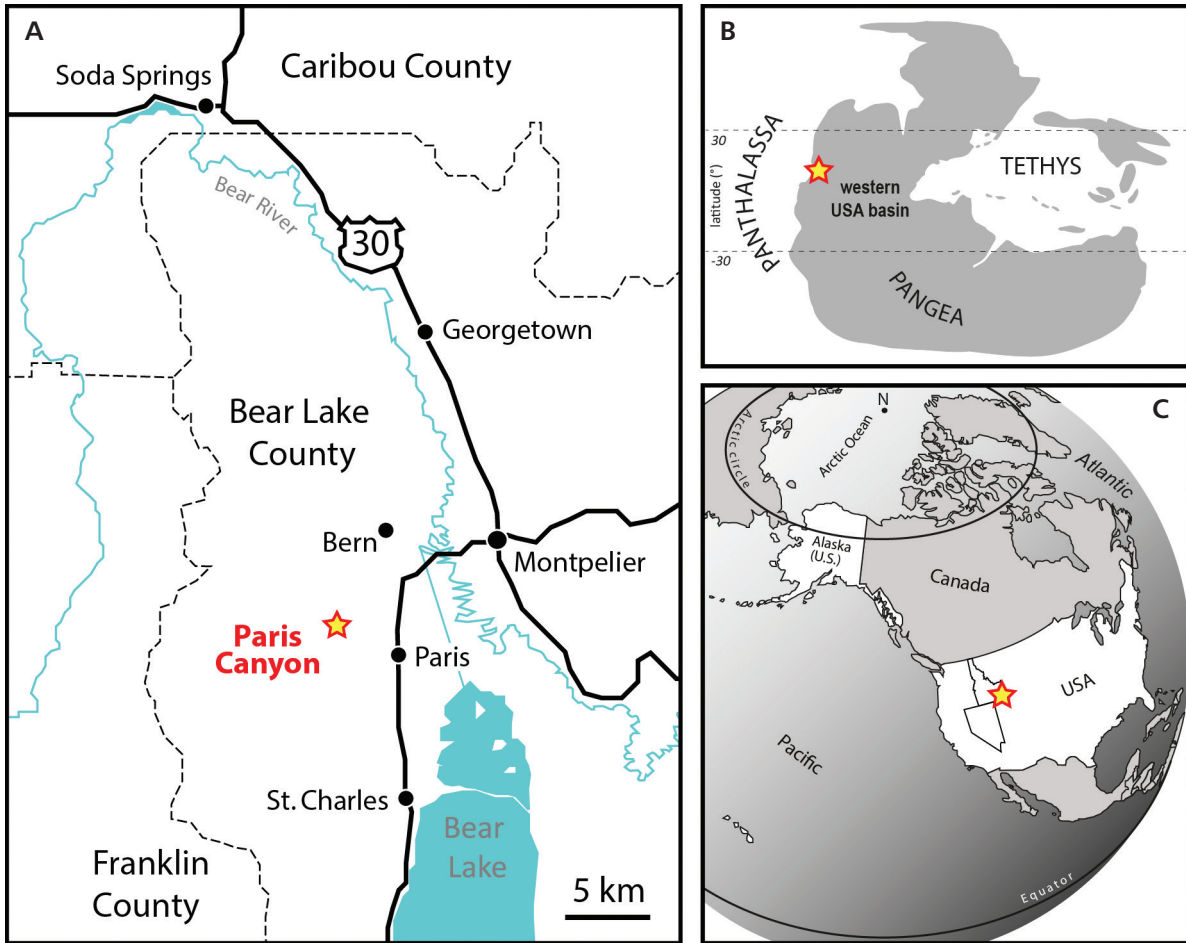 A
Soda Springs
Caribou County
Bear River
30
Georgetown
Bear Lake
County
Bern
Montpelier
Paris
Canyon
Paris
St. Charles
Bear
Lake
Franklin
County
5 km
B
30
latitude (°)
-30
PANTHALASSA
TETHYS
western
USA basin
PANGEA
C
N
Arctic circle
Arctic Ocean
Atlantic
Alaska
(U.S.)
Canada
USA
Pacific
Equator